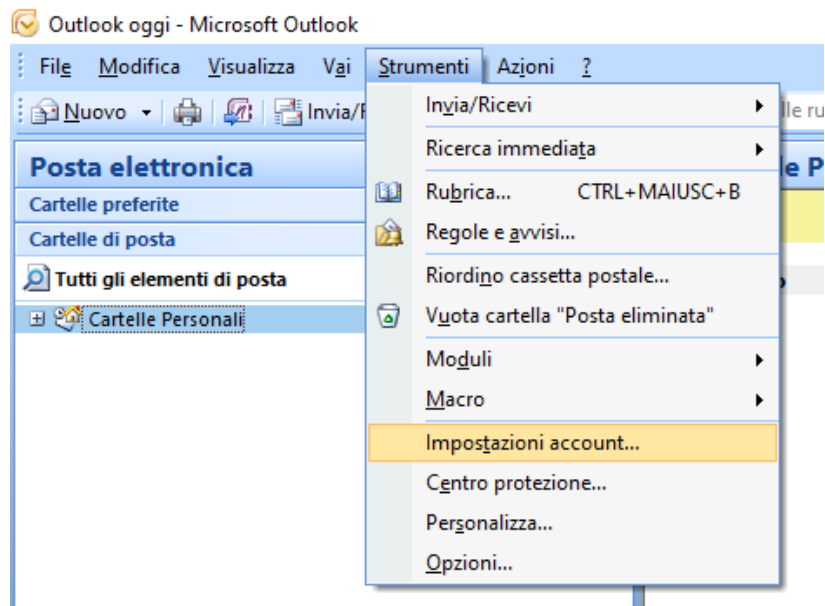 Outlook oggi - Microsoft Outlook
File Modifica Visualizza Vai Strumenti Azioni ?
Nuovo Invia/
Invia/Ricevi
Ricerca immediata
Rubrica... CTRL+MAIUSC+B
Regole e avvisi...
Riordino cassetta postale...
Vuota cartella "Posta eliminata"
Moduli
Macro
Impostazioni account...
Centro protezione...
Personalizza...
Opzioni...
Posta elettronica
Cartelle preferite
Cartelle di posta
Tutti gli elementi di posta
Cartelle Personali